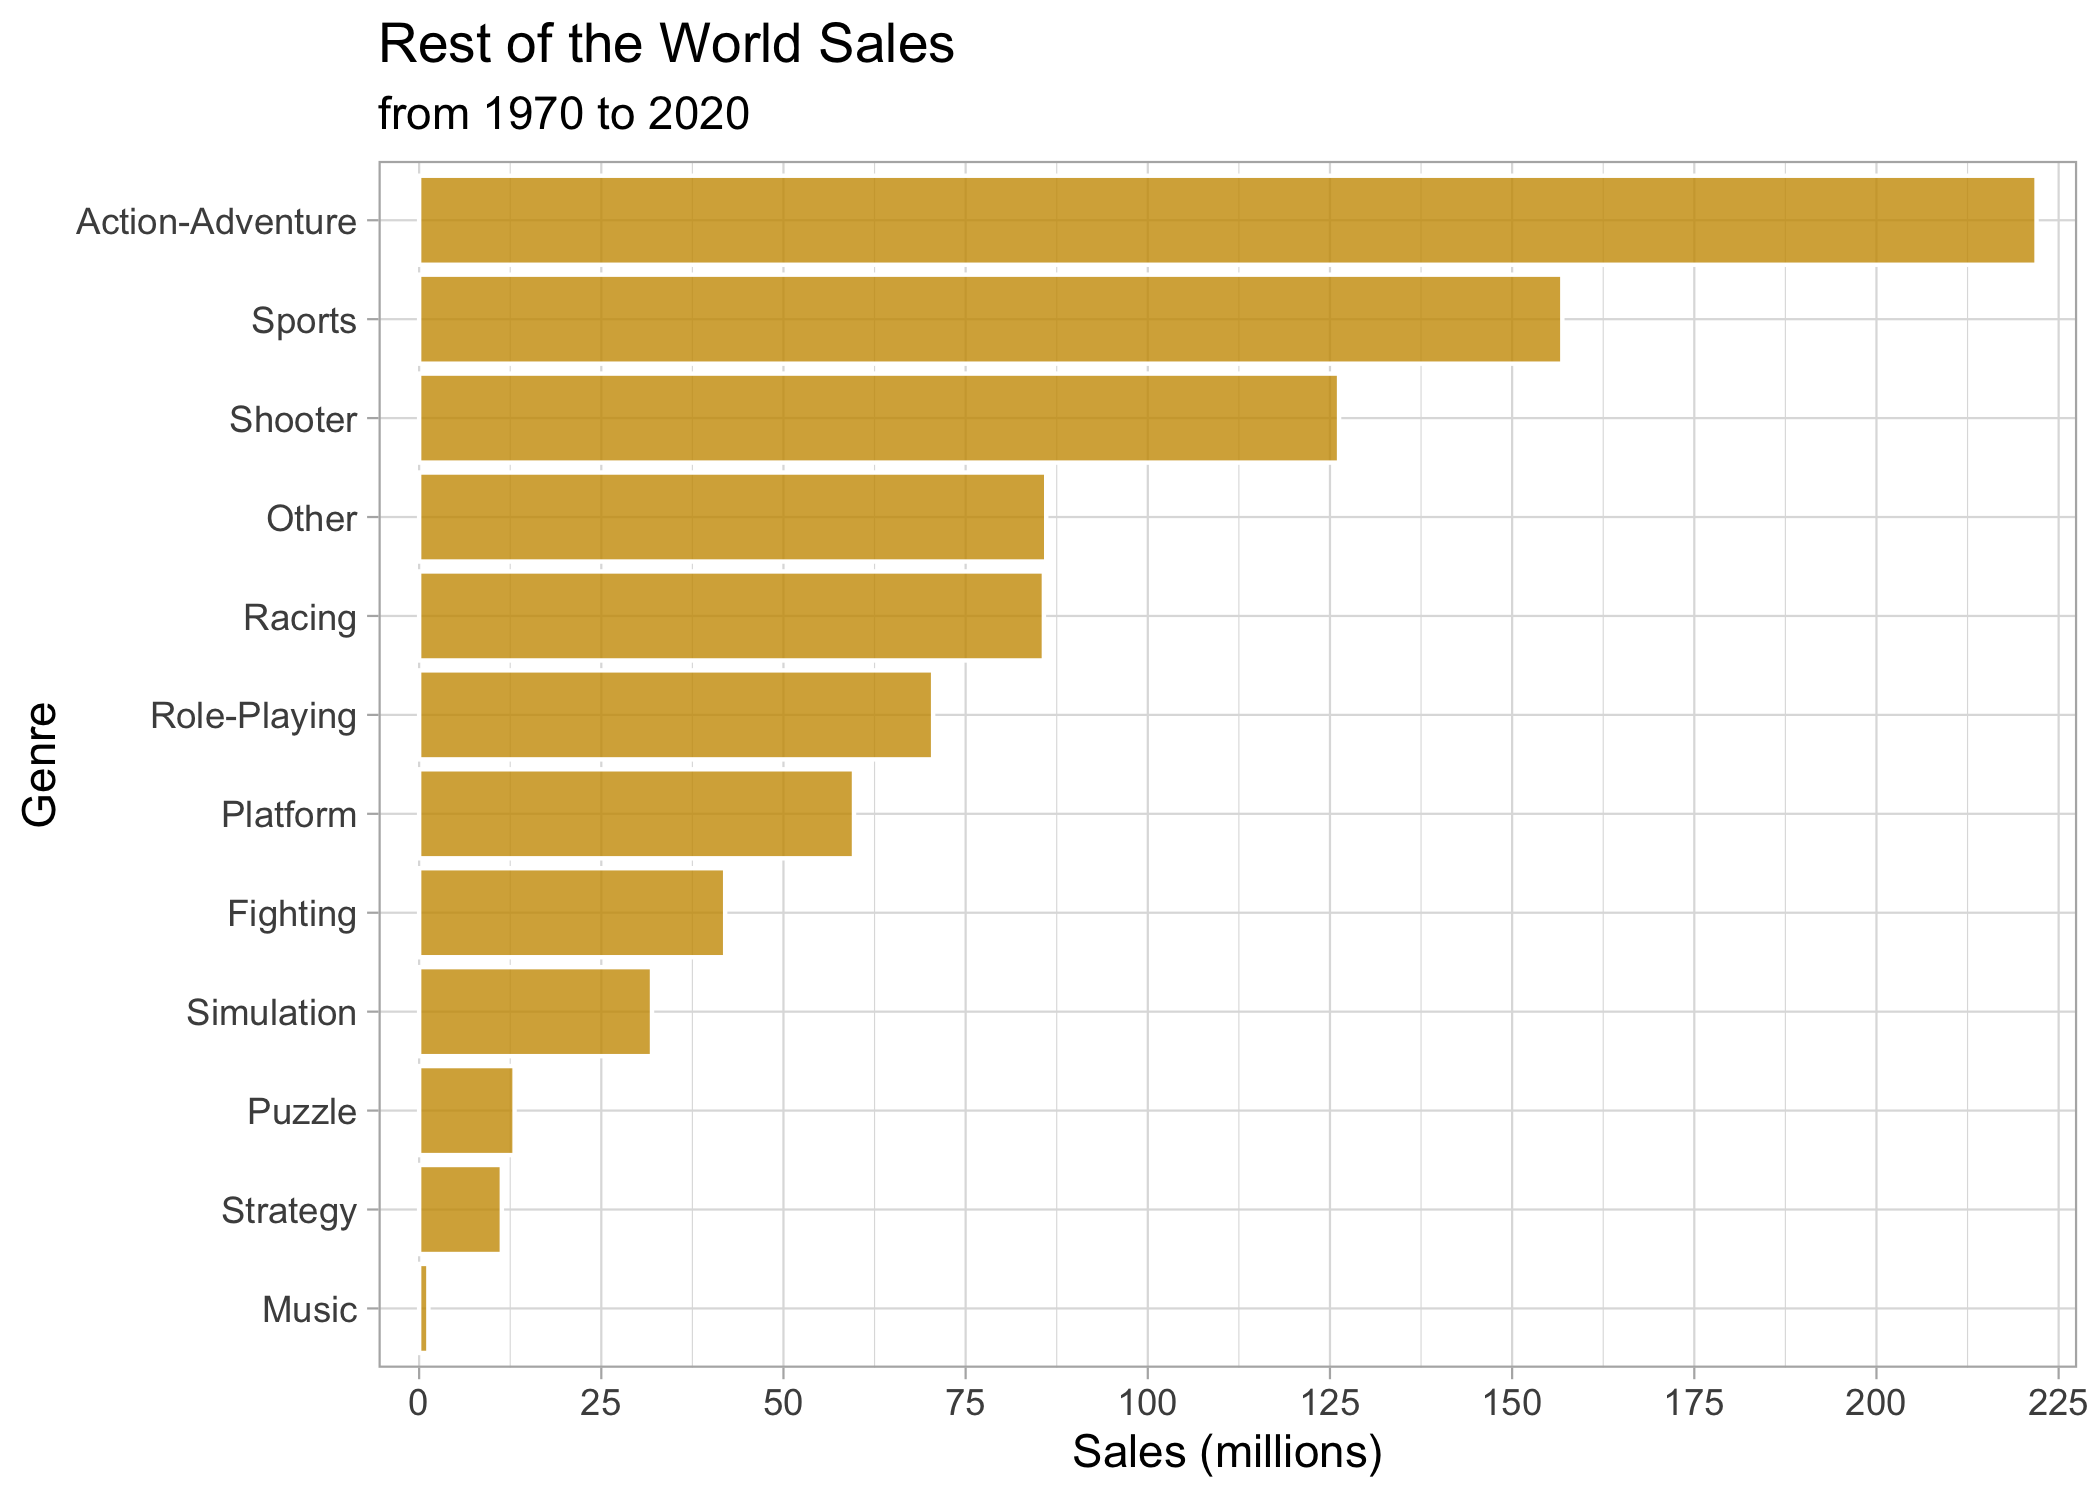 Rest of the World Sales
from 1970 to 2020
Genre
Action-Adventure
Sports
Shooter
Other
Racing
Role-Playing
Platform
Fighting
Simulation
Puzzle
Strategy
Music
0 25 50 75 100 125 150 175 200 225
Sales (millions)